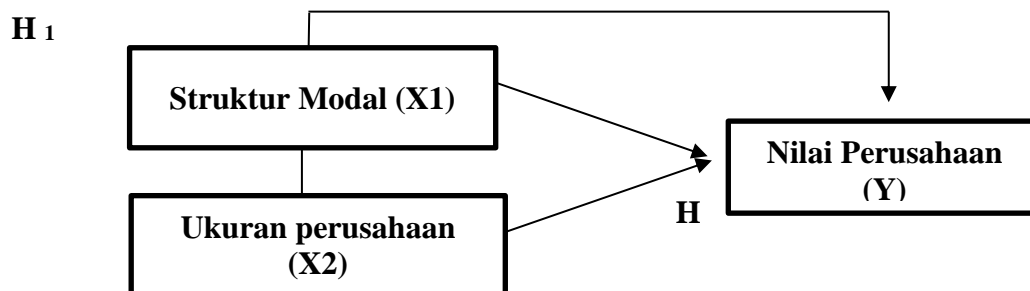 H 1
Struktur Modal (X1)
Nilai Perusahaan
(Y)
H
Ukuran perusahaan
(X2)